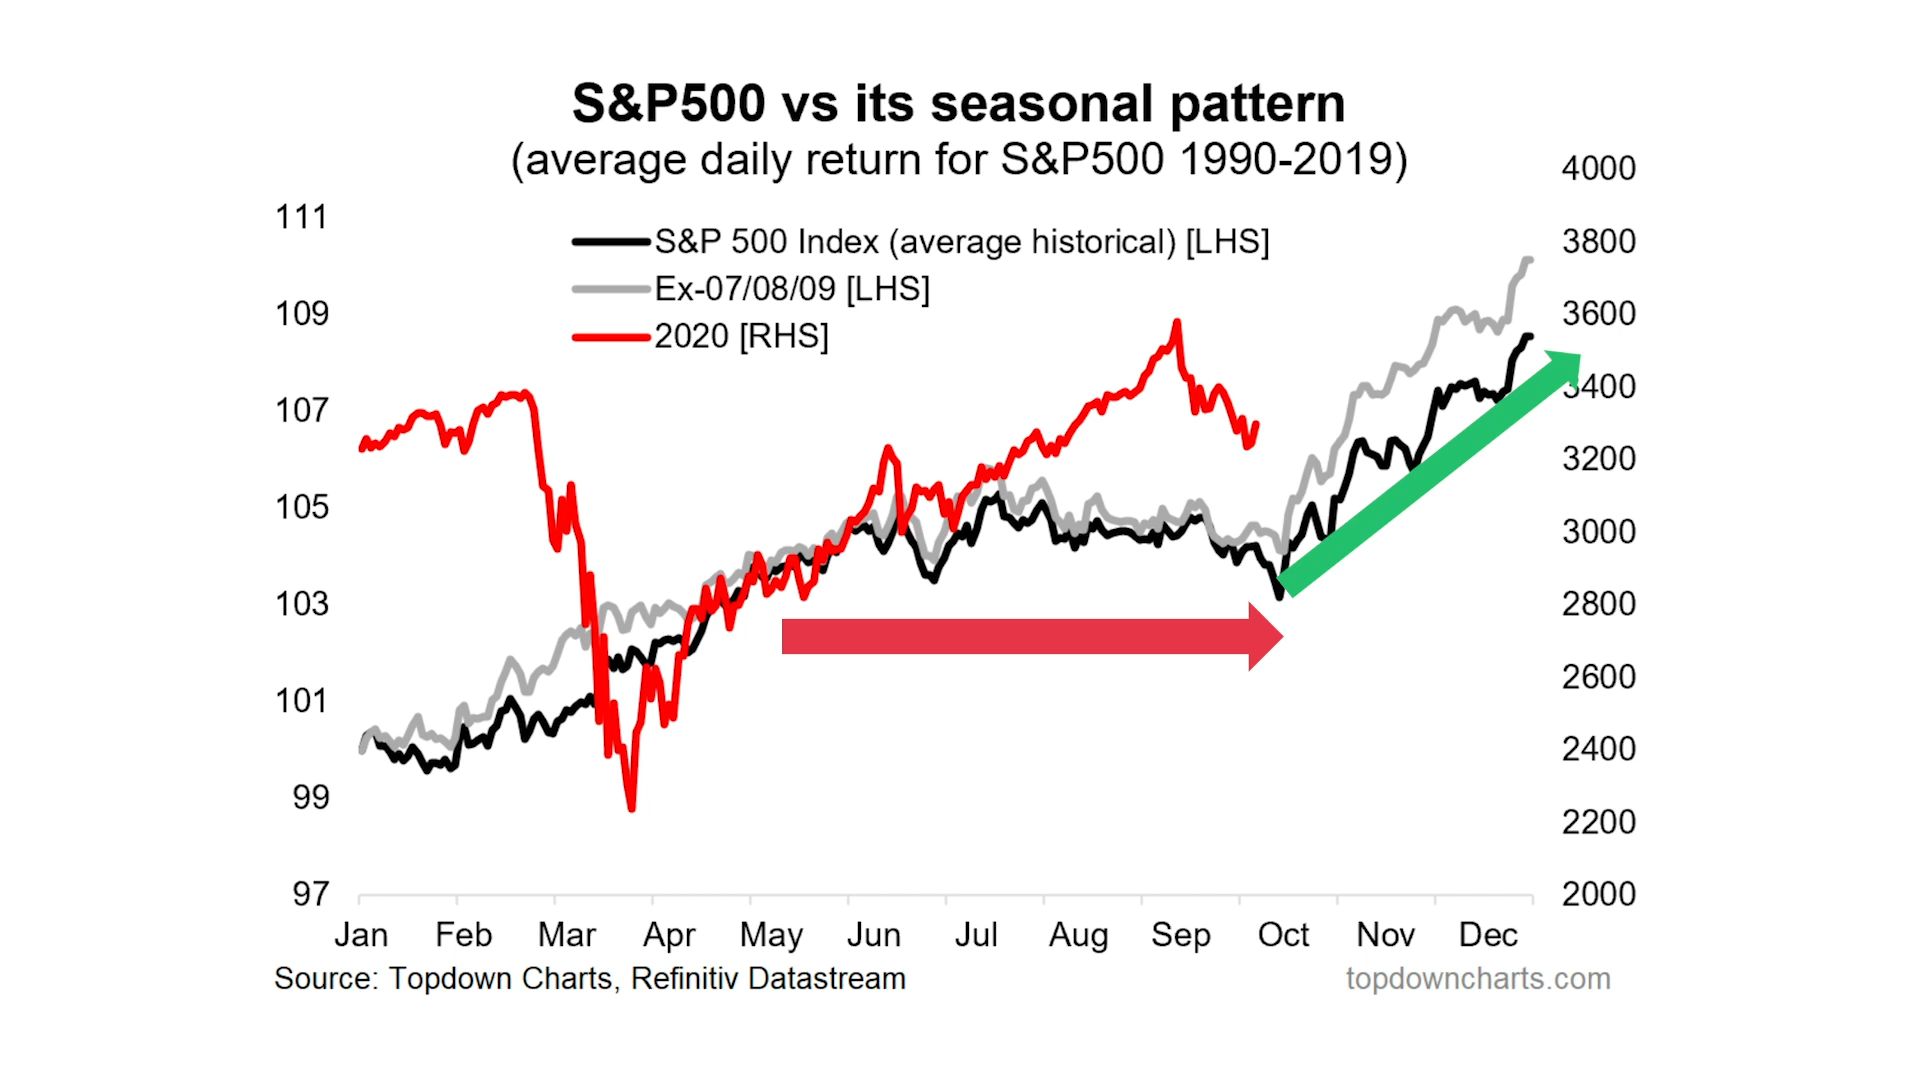 S&P500 vs its seasonal pattern
(average daily return for S&P500 1990-2019)
S&P 500 Index (average historical) [LHS]
Ex-07/08/09 [LHS]
2020 [RHS]
111
109
107
105
103
101
99
97
4000
3800
3600
3400
3200
3000
2800
2600
2400
2200
2000
Jan Feb Mar Apr May Jun Jul Aug Sep Oct Nov Dec
Source: Topdown Charts, Refinitiv Datastream
topdowncharts.com